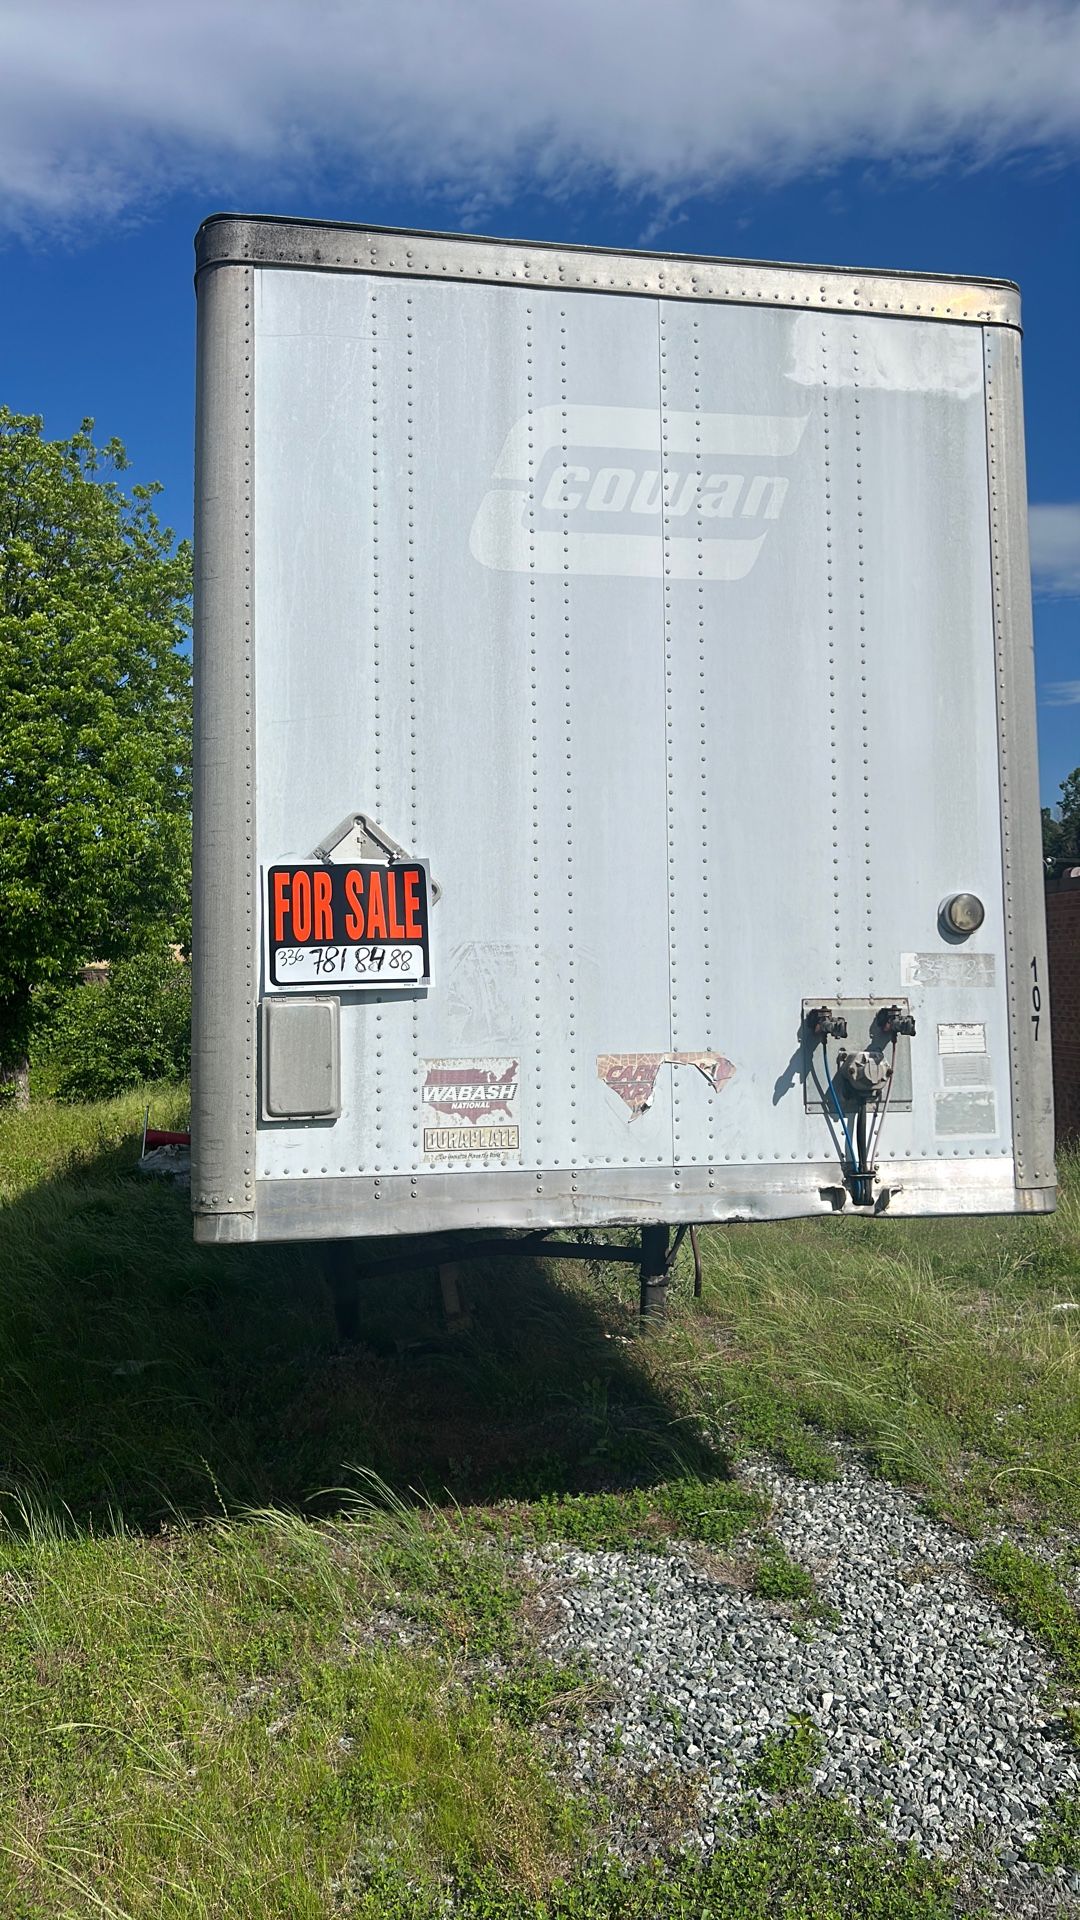 cowan
FOR SALE
336 781 8488
107
WABASH
NATIONAL
DURAPLATE